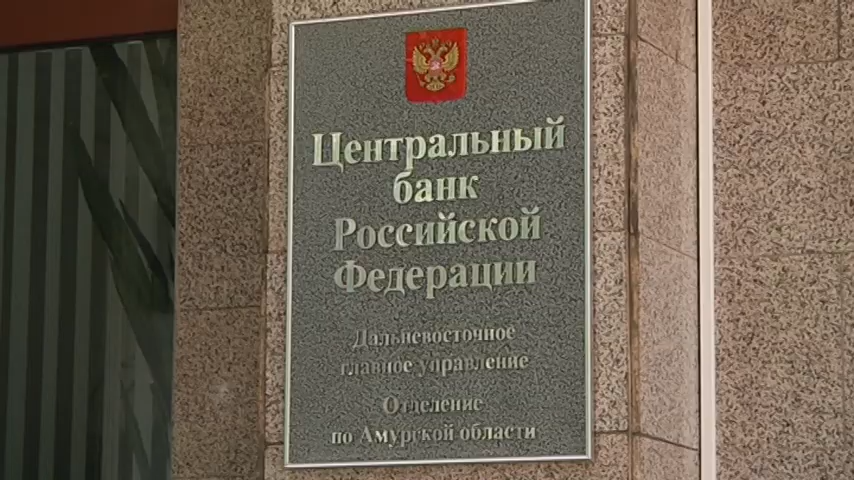 Центральный
банк
Российской
Федерации
Дальневосточное
главное управление
Отделение
по Амурской области